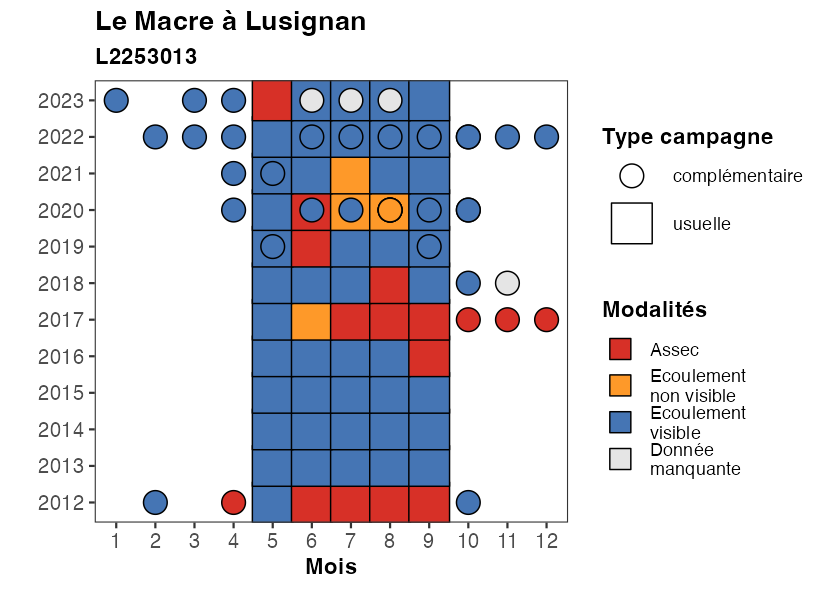 Le Macre à Lusignan
L2253013
2023
2022
2021
2020
2019
2018
2017
2016
2015
2014
2013
2012
1 2 3 4 5 6 7 8 9 10 11 12
Mois
Type campagne
complémentaire
usuelle
Modalités
Assec
Ecoulement
non visible
Ecoulement
visible
Donnée
manquante